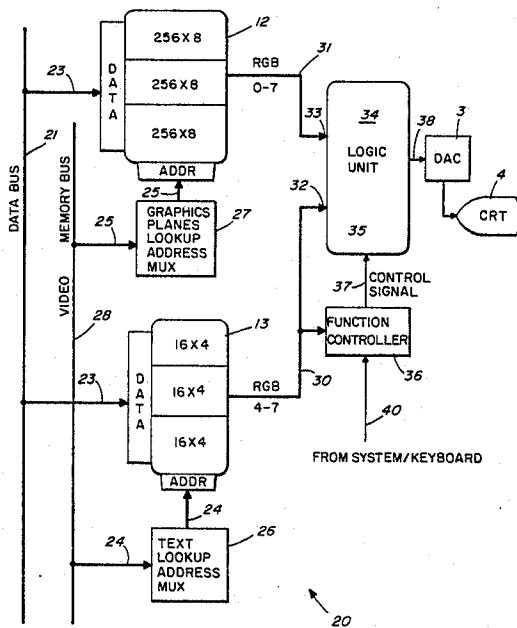 12
256X8
23
DATA
256X8
RGB
31
0-7
256X8
33
34
LOGIC
UNIT
38
3
DAC
4
CRT
21
DATA BUS
MEMORY BUS
ADDR
25
32
25
GRAPHICS
PLANES
LOOKUP
ADDRESS
MUX
27
35
37
CONTROL
SIGNAL
VIDEO
28
13
16X4
FUNCTION
CONTROLLER
36
23
DATA
16X4
RGB
4-7
30
16X4
40
FROM SYSTEM/KEYBOARD
ADDR
24
24
TEXT
LOOKUP
ADDRESS
MUX
26
20